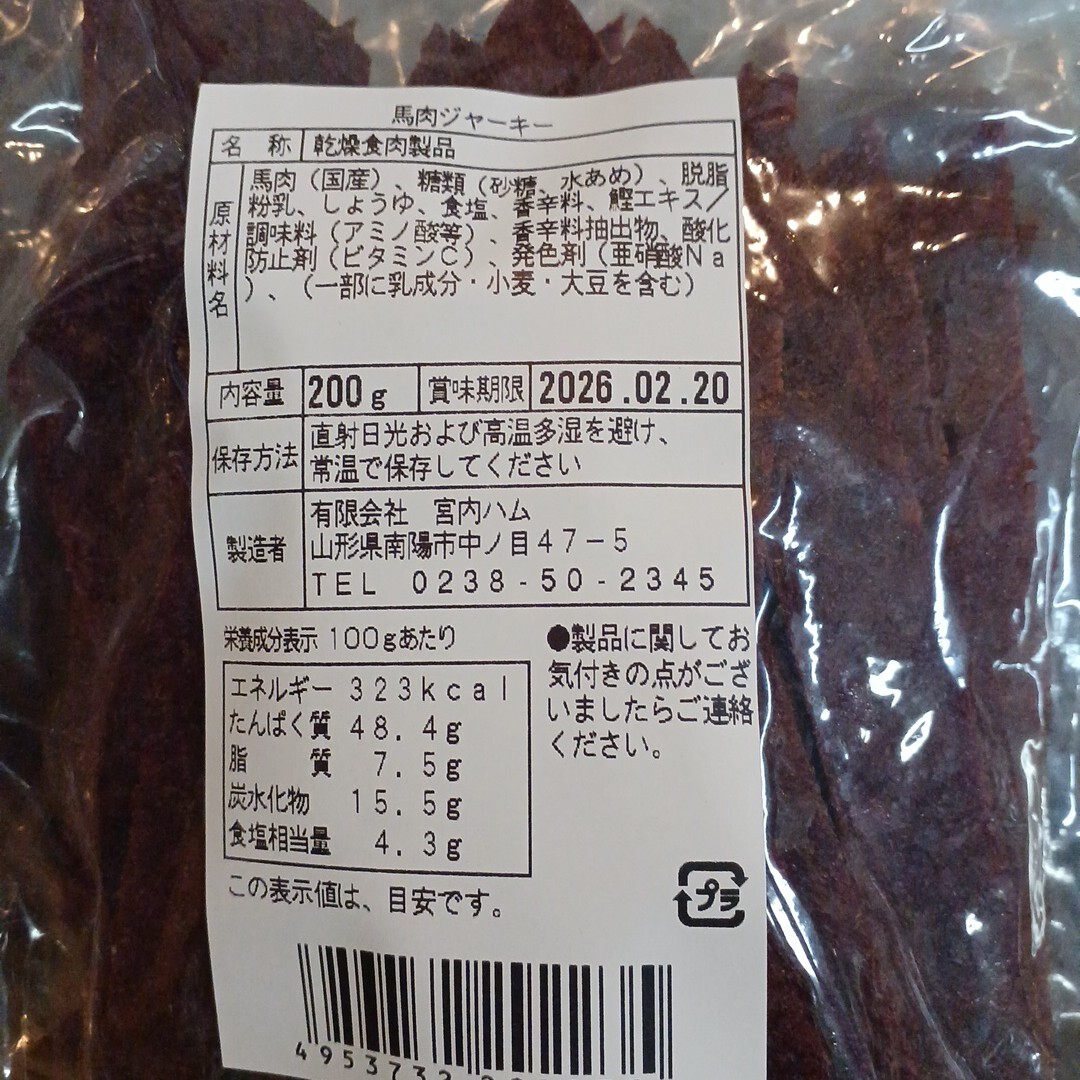 馬肉ジャーキー
名 称 乾燥食肉製品
原材料名
馬肉（国産）、糖類（砂糖、水あめ）、脱脂
粉乳、しょうゆ、食塩、香辛料、鰹エキス／
調味料（アミノ酸等）、香辛料抽出物、酸化
防止剤（ビタミンC）、発色剤（亜硝酸Na
）、（一部に乳成分・小麦・大豆を含む）
内容量 200g 賞味期限 2026.02.20
保存方法
直射日光および高温多湿を避け、
常温で保存してください
製造者
有限会社 宮内ハム
山形県南陽市中ノ目47－5
TEL 0238-50-2345
栄養成分表示 100gあたり
エネルギー 323kcal
たんぱく質 48.4g
脂 質 7.5g
炭水化物 15.5g
食塩相当量 4.3g
この表示値は、目安です。
●製品に関してお
気付きの点がござ
いましたらご連絡
ください。
プラ
4953732